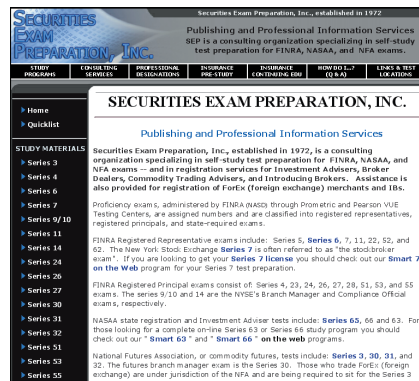 SECURITIES
EXAM
PREPARATION, INC.
Securities Exam Preparation, Inc., established in 1972
Publishing and Professional Information Services
SEP is a consulting organization specializing in self-study
test preparation for FINRA, NASAA, and NFA exams.
STUDY PROGRAMS
CONSULTING SERVICES
PROFESSIONAL DESIGNATIONS
INSURANCE PRE-STUDY
INSURANCE CONTINUING EDU
HOW DO I...? (Q & A)
LINKS & TEST LOCATIONS
Home
Quicklist
STUDY MATERIALS
Series 3
Series 4
Series 6
Series 7
Series 9/10
Series 11
Series 14
Series 24
Series 26
Series 27
Series 30
Series 31
Series 32
Series 51
Series 53
Series 55
SECURITIES EXAM PREPARATION, INC.
Publishing and Professional Information Services
Securities Exam Preparation, Inc., established in 1972, is a consulting
organization specializing in self-study test preparation for FINRA, NASAA, and
NFA exams -- and in registration services for Investment Advisers, Broker
Dealers, Commodity Trading Advisers, and Introducing Brokers. Assistance is
also provided for registration of ForEx (foreign exchange) merchants and IBs.
Proficiency exams, administered by FINRA (NASD) through Prometric and Pearson VUE
Testing Centers, are assigned numbers and are classified into registered representatives,
registered principals, and state-required exams.
FINRA Registered Representative exams include: Series 5, Series 6, 7, 11, 22, 52, and
62. The New York Stock Exchange Series 7 is often referred to as "the stockbroker
exam". If you are looking to get your Series 7 license you should check out our Smart 7
on the Web program for your Series 7 test preparation.
FINRA Registered Principal exams consist of: Series 4, 23, 24, 26, 27, 28, 51, 53, and 55
exams. The series 9/10 and 14 are the NYSE's Branch Manager and Compliance Official
exams, respectively.
NASAA state registration and Investment Adviser tests include: Series 65, 66 and 63. For
those looking for a complete on-line Series 63 or Series 66 study program you should
check out our " Smart 63 " and " Smart 66 " on the web programs.
National Futures Association, or commodity futures, tests include: Series 3, 30, 31, and
32. The futures branch manager exam is the Series 30. Those who trade ForEx (foreign
exchange) are under jurisdiction of the NFA and are being required to sit for the Series 3